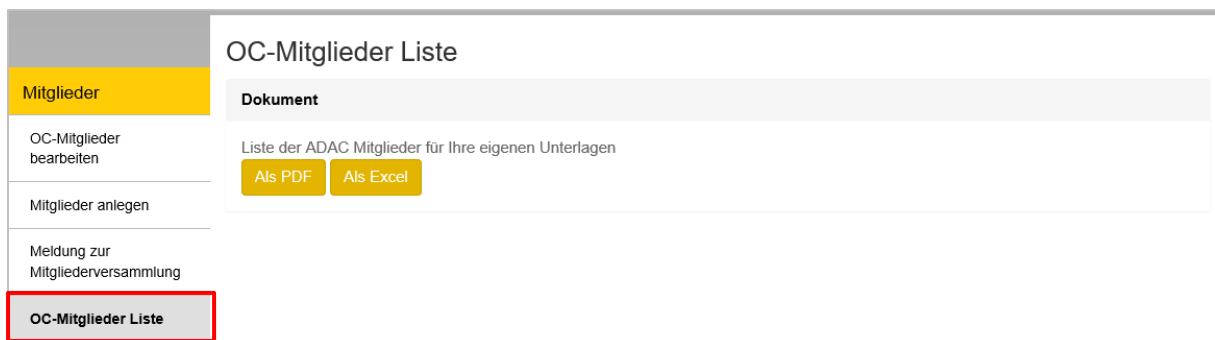 OC-Mitglieder Liste
Mitglieder
Dokument
OC-Mitglieder
bearbeiten
Liste der ADAC Mitglieder für Ihre eigenen Unterlagen
Als PDF Als Excel
Mitglieder anlegen
Meldung zur
Mitgliederversammlung
OC-Mitglieder Liste